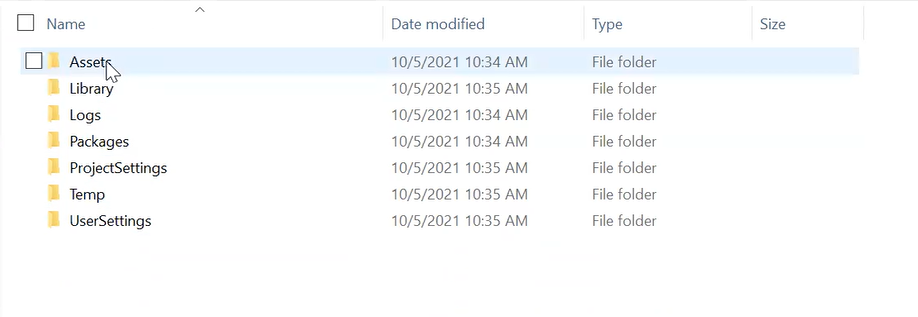 Name Date modified Type Size
Assets 10/5/2021 10:34 AM File folder
Library 10/5/2021 10:35 AM File folder
Logs 10/5/2021 10:34 AM File folder
Packages 10/5/2021 10:34 AM File folder
ProjectSettings 10/5/2021 10:35 AM File folder
Temp 10/5/2021 10:35 AM File folder
UserSettings 10/5/2021 10:35 AM File folder